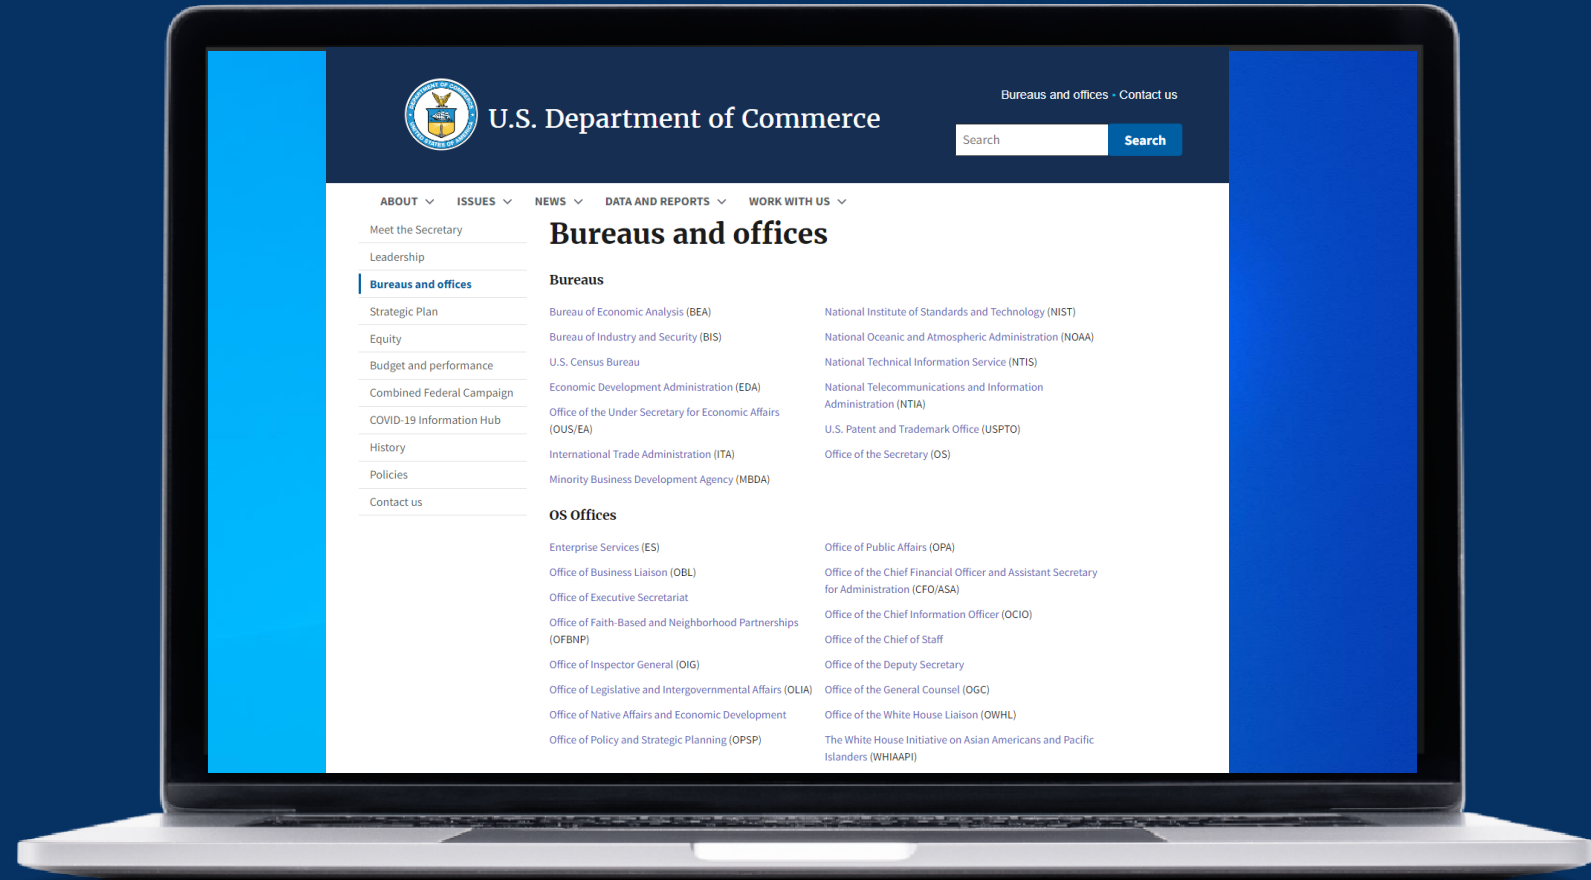 U.S. Department of Commerce
Bureaus and offices • Contact us
Search
Search
ABOUT
ISSUES
NEWS
DATA AND REPORTS
WORK WITH US
Meet the Secretary
Leadership
Bureaus and offices
Strategic Plan
Equity
Budget and performance
Combined Federal Campaign
COVID-19 Information Hub
History
Policies
Contact us
Bureaus and offices
Bureaus
Bureau of Economic Analysis (BEA)
Bureau of Industry and Security (BIS)
U.S. Census Bureau
Economic Development Administration (EDA)
Office of the Under Secretary for Economic Affairs
(OUS/EA)
International Trade Administration (ITA)
Minority Business Development Agency (MBDA)
National Institute of Standards and Technology (NIST)
National Oceanic and Atmospheric Administration (NOAA)
National Technical Information Service (NTIS)
National Telecommunications and Information
Administration (NTIA)
U.S. Patent and Trademark Office (USPTO)
Office of the Secretary (OS)
OS Offices
Enterprise Services (ES)
Office of Business Liaison (OBL)
Office of Executive Secretariat
Office of Faith-Based and Neighborhood Partnerships
(OFBNP)
Office of Inspector General (OIG)
Office of Legislative and Intergovernmental Affairs (OLIA)
Office of Native Affairs and Economic Development
Office of Policy and Strategic Planning (OPSP)
Office of Public Affairs (OPA)
Office of the Chief Financial Officer and Assistant Secretary
for Administration (CFO/ASA)
Office of the Chief Information Officer (OCIO)
Office of the Chief of Staff
Office of the Deputy Secretary
Office of the General Counsel (OGC)
Office of the White House Liaison (OWHL)
The White House Initiative on Asian Americans and Pacific
Islanders (WHIAAPI)